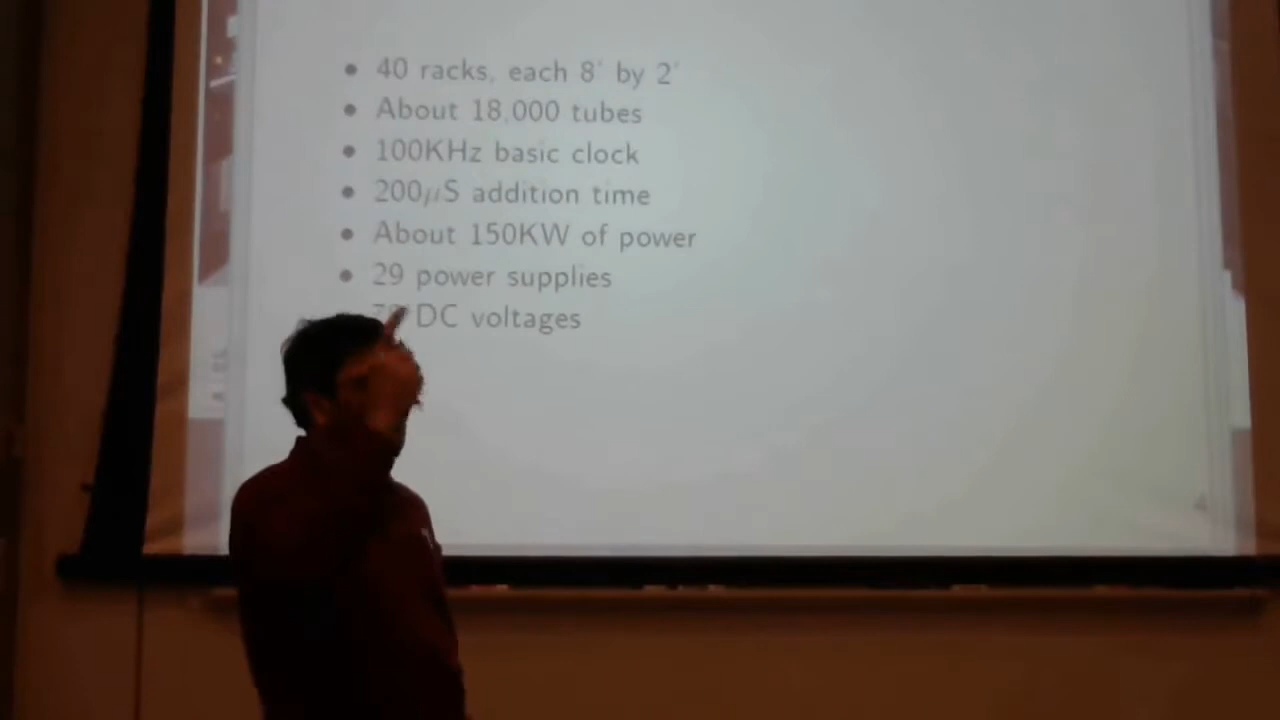 40 racks, each 8' by 2'
About 18,000 tubes
100KHz basic clock
200μS addition time
About 150KW of power
29 power supplies
DC voltages